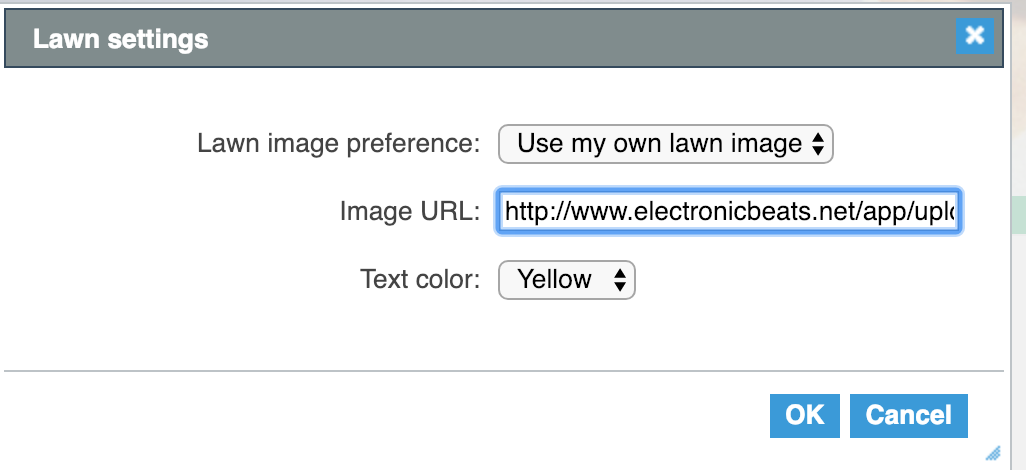 Lawn settings
Lawn image preference: Use my own lawn image
Image URL: http://www.electronicbeats.net/app/uplo
Text color: Yellow
OK Cancel